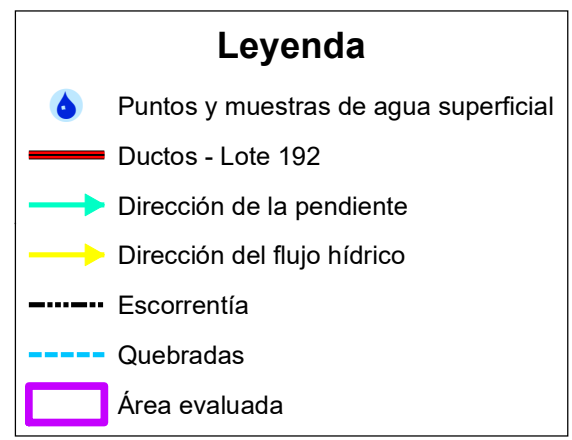 Leyenda
Puntos y muestras de agua superficial
Ductos - Lote 192
Dirección de la pendiente
Dirección del flujo hídrico
Escorrentía
Quebradas
Área evaluada